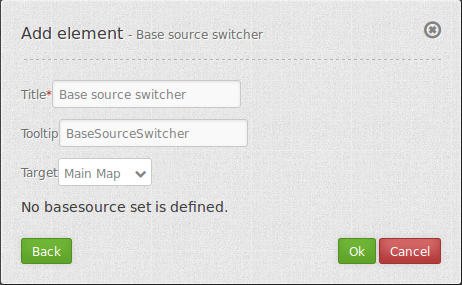 Add element - Base source switcher
Title* Base source switcher
Tooltip BaseSourceSwitcher
Target Main Map
No basesource set is defined.
Back Ok Cancel